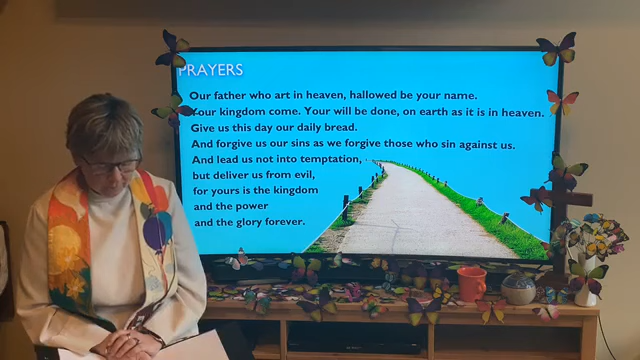 PRAYERS
Our father who art in heaven, hallowed be your name.
Your kingdom come. Your will be done, on earth as it is in heaven.
Give us this day our daily bread.
And forgive us our sins as we forgive those who sin against us.
And lead us not into temptation,
but deliver us from evil,
for yours is the kingdom
and the power
and the glory forever.